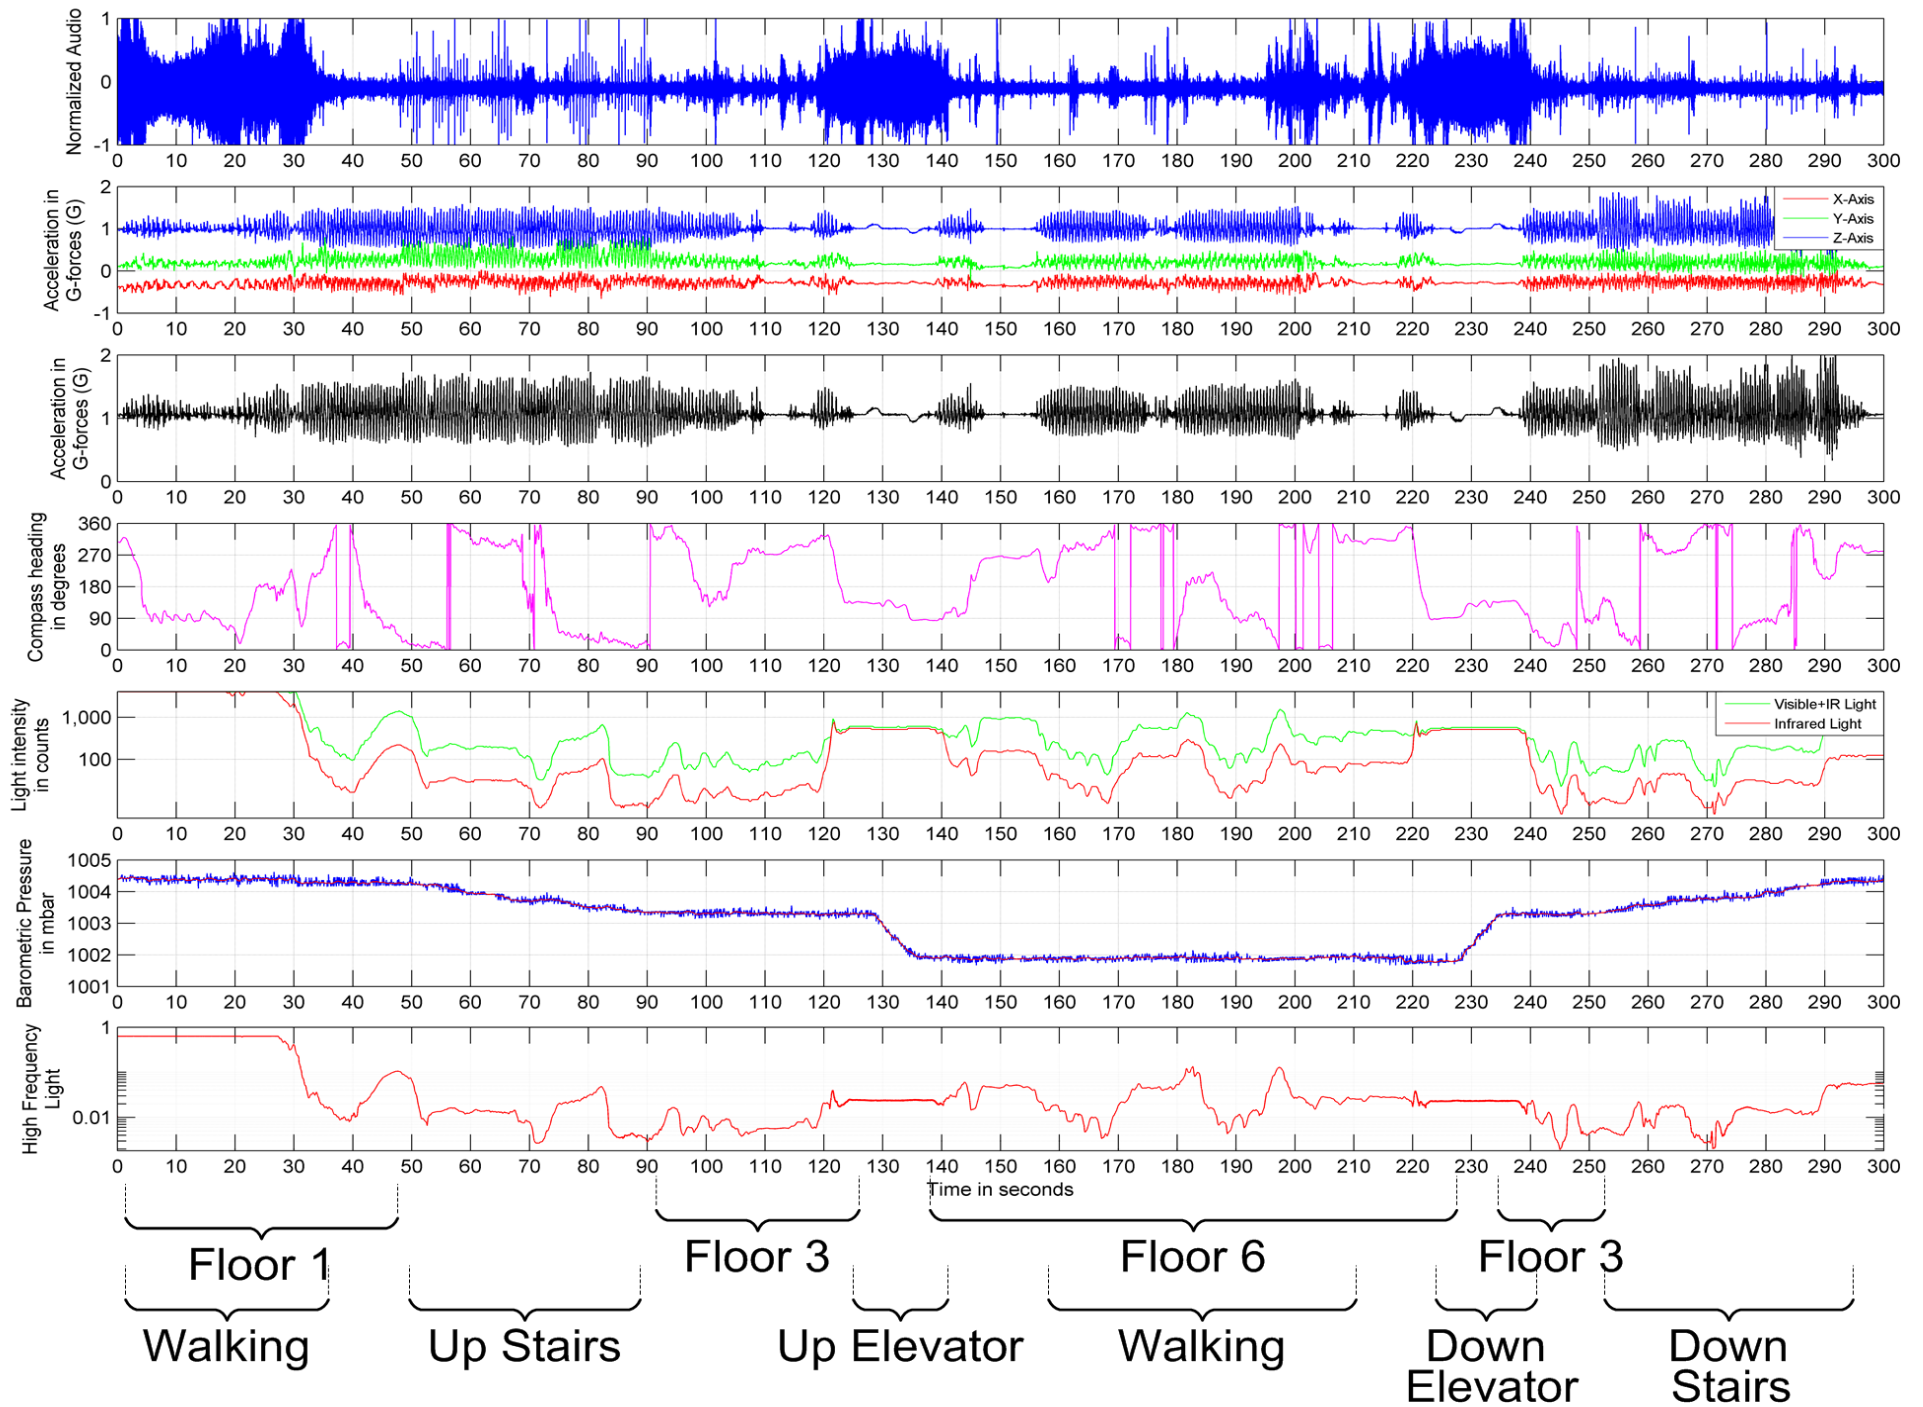 Normalized Audio
1
0
-1
0 10 20 30 40 50 60 70 80 90 100 110 120 130 140 150 160 170 180 190 200 210 220 230 240 250 260 270 280 290 300
Acceleration in
G-forces (G)
2
1
0
-1
X-Axis
Y-Axis
Z-Axis
0 10 20 30 40 50 60 70 80 90 100 110 120 130 140 150 160 170 180 190 200 210 220 230 240 250 260 270 280 290 300
Acceleration in
G-forces (G)
2
1
0
0 10 20 30 40 50 60 70 80 90 100 110 120 130 140 150 160 170 180 190 200 210 220 230 240 250 260 270 280 290 300
Compass heading
in degrees
360
270
180
90
0
0 10 20 30 40 50 60 70 80 90 100 110 120 130 140 150 160 170 180 190 200 210 220 230 240 250 260 270 280 290 300
Light intensity
in counts
1,000
100
Visible+IR Light
Infrared Light
0 10 20 30 40 50 60 70 80 90 100 110 120 130 140 150 160 170 180 190 200 210 220 230 240 250 260 270 280 290 300
Barometric Pressure
in mbar
1005
1004
1003
1002
1001
0 10 20 30 40 50 60 70 80 90 100 110 120 130 140 150 160 170 180 190 200 210 220 230 240 250 260 270 280 290 300
High Frequency
Light
1
0.01
0 10 20 30 40 50 60 70 80 90 100 110 120 130 140 150 160 170 180 190 200 210 220 230 240 250 260 270 280 290 300
Time in seconds
Floor 1
Floor 3
Floor 6
Floor 3
Walking
Up Stairs
Up Elevator
Walking
Down
Elevator
Down
Stairs